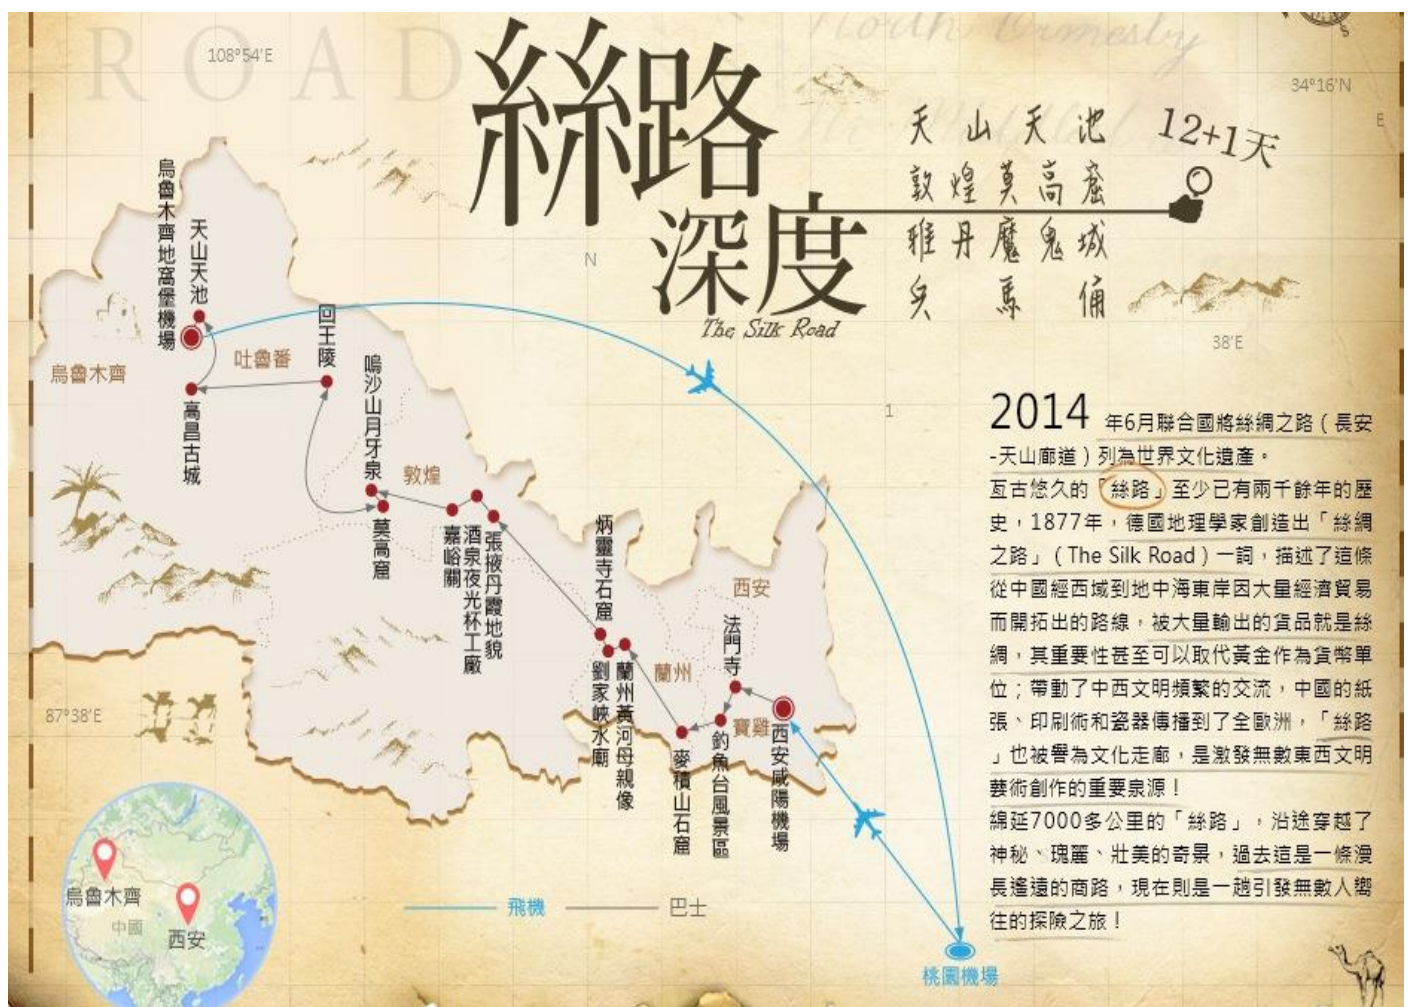 ROAD
108°54'E
34°16'N
S
E
絲路
深度
The Silk Road
天山天池
敦煌莫高窟
雅丹魔鬼城
兵馬俑
12+1天
N
38'E
1
烏魯木齊地窩堡機場
天山天池
回王陵
吐魯番
烏魯木齊
高昌古城
鳴沙山月牙泉
敦煌
莫高窟
嘉峪關
酒泉夜光杯工廠
張掖丹霞地貌
炳靈寺石窟
劉家峽水廟
蘭州黃河母親像
蘭州
西安
法門寺
寶雞
麥積山石窟
釣魚台風景區
西安咸陽機場
87°38'E
烏魯木齊
中國
西安
飛機
巴士
桃園機場
2014 年6月聯合國將絲綢之路(長安
-天山廊道)列為世界文化遺產。
亙古悠久的「絲路」至少已有兩千餘年的歷
史,1877年,德國地理學家創造出「絲綢
之路」(The Silk Road)一詞,描述了這條
從中國經西域到地中海東岸因大量經濟貿易
而開拓出的路線,被大量輸出的貨品就是絲
綢,其重要性甚至可以取代黃金作為貨幣單
位;帶動了中西文明頻繁的交流,中國的紙
張、印刷術和瓷器傳播到了全歐洲,「絲路
」也被譽為文化走廊,是激發無數東西文明
藝術創作的重要泉源!
綿延7000多公里的「絲路」,沿途穿越了
神秘、瑰麗、壯美的奇景,過去這是一條漫
長遙遠的商路,現在則是一趟引發無數人嚮
往的探險之旅!